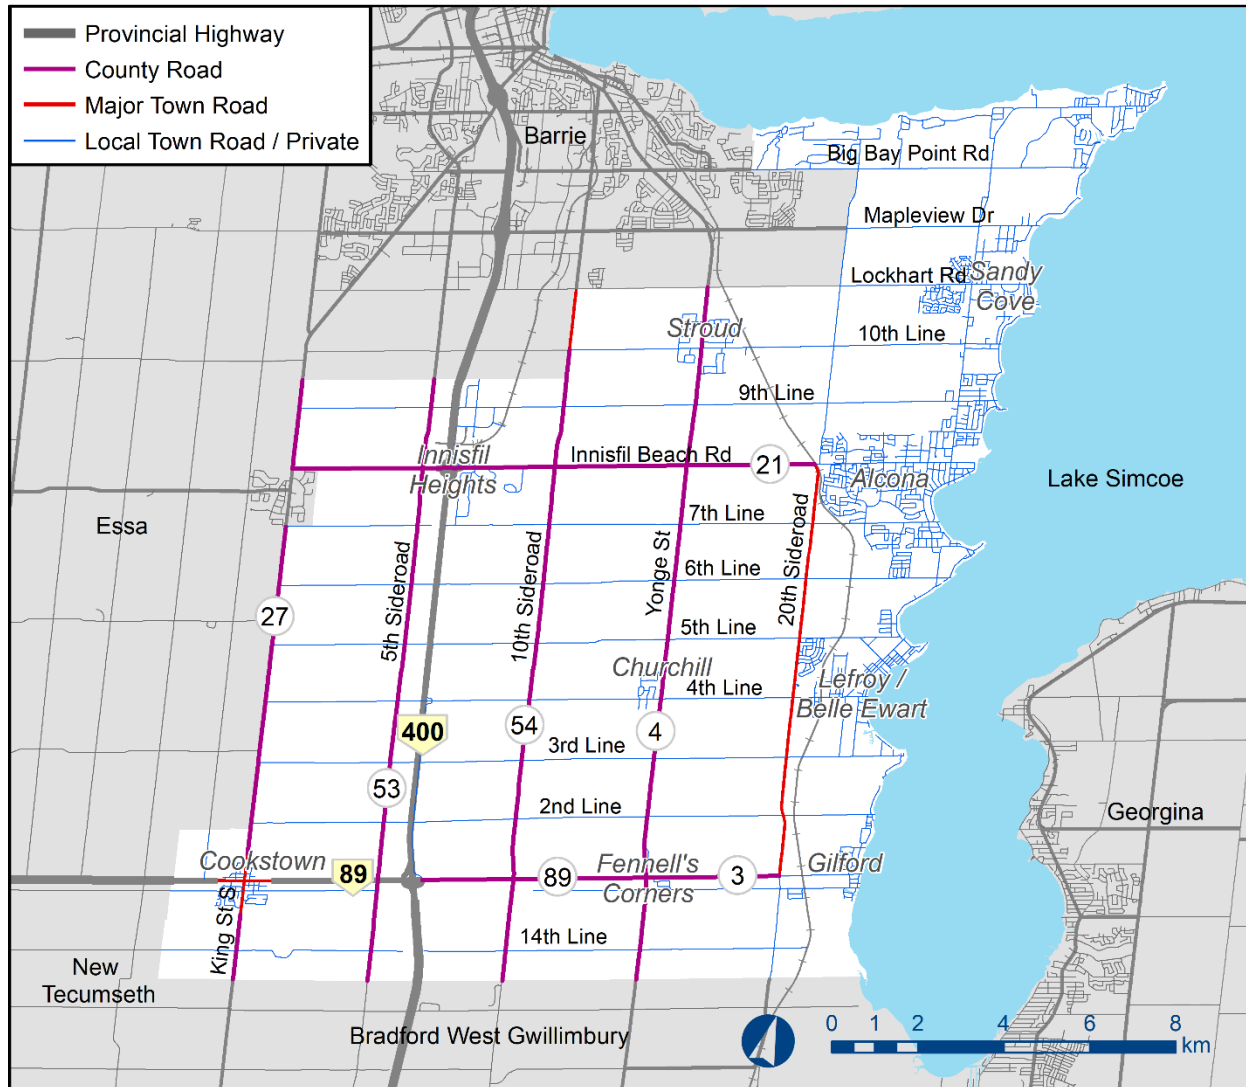 Provincial Highway
County Road
Major Town Road
Local Town Road / Private
Barrie
Big Bay Point Rd
Mapleview Dr
Lockhart Rd
Sandy
Cove
Stroud
10th Line
9th Line
Innisfil
Heights
Innisfil Beach Rd
21
Alcona
Lake Simcoe
Essa
7th Line
6th Line
5th Sideroad
10th Sideroad
Yonge St
20th Sideroad
27
5th Line
Churchill
4th Line
Lefroy /
Belle Ewart
400
54
4
3rd Line
53
2nd Line
Georgina
Cookstown
89
89
Fennell's
Corners
3
Gilford
King St S
14th Line
New
Tecumseth
Bradford West Gwillimbury
0 1 2 4 6 8
km